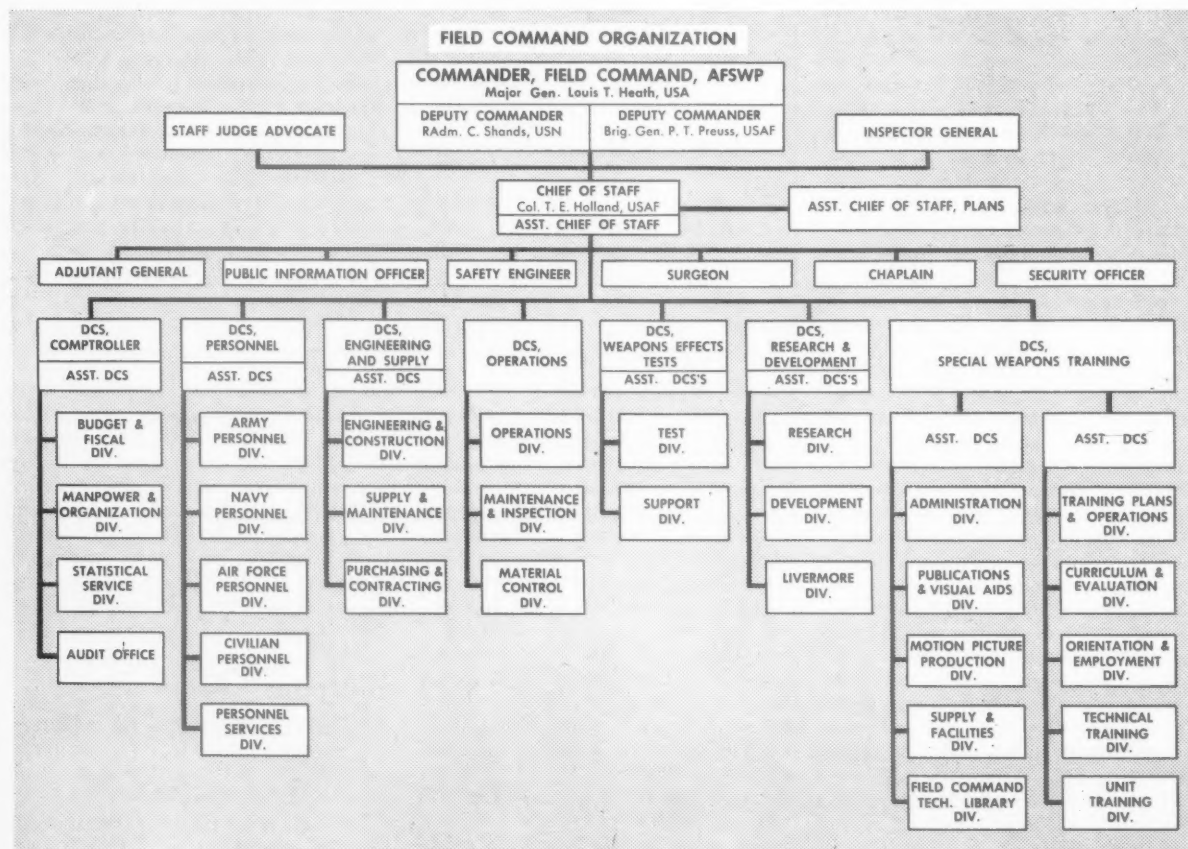 FIELD COMMAND ORGANIZATION
COMMANDER, FIELD COMMAND, AFSWP
Major Gen. Louis T. Heath, USA
DEPUTY COMMANDER
RAdm. C. Shands, USN
DEPUTY COMMANDER
Brig. Gen. P. T. Preuss, USAF
STAFF JUDGE ADVOCATE
INSPECTOR GENERAL
CHIEF OF STAFF
Col. T. E. Holland, USAF
ASST. CHIEF OF STAFF
ASST. CHIEF OF STAFF, PLANS
ADJUTANT GENERAL
PUBLIC INFORMATION OFFICER
SAFETY ENGINEER
SURGEON
CHAPLAIN
SECURITY OFFICER
DCS,
COMPTROLLER
ASST. DCS
BUDGET &
FISCAL
DIV.
MANPOWER &
ORGANIZATION
DIV.
STATISTICAL
SERVICE
DIV.
AUDIT OFFICE
DCS,
PERSONNEL
ASST. DCS
ARMY
PERSONNEL
DIV.
NAVY
PERSONNEL
DIV.
AIR FORCE
PERSONNEL
DIV.
CIVILIAN
PERSONNEL
DIV.
PERSONNEL
SERVICES
DIV.
DCS,
ENGINEERING
AND SUPPLY
ASST. DCS
ENGINEERING &
CONSTRUCTION
DIV.
SUPPLY &
MAINTENANCE
DIV.
PURCHASING &
CONTRACTING
DIV.
DCS,
OPERATIONS
OPERATIONS
DIV.
MAINTENANCE
& INSPECTION
DIV.
MATERIAL
CONTROL
DIV.
DCS,
WEAPONS EFFECTS
TESTS
ASST. DCS'S
TEST
DIV.
SUPPORT
DIV.
DCS,
RESEARCH &
DEVELOPMENT
ASST. DCS'S
RESEARCH
DIV.
DEVELOPMENT
DIV.
LIVERMORE
DIV.
DCS,
SPECIAL WEAPONS TRAINING
ASST. DCS
ADMINISTRATION
DIV.
PUBLICATIONS
& VISUAL AIDS
DIV.
MOTION PICTURE
PRODUCTION
DIV.
SUPPLY &
FACILITIES
DIV.
FIELD COMMAND
TECH. LIBRARY
DIV.
ASST. DCS
TRAINING PLANS
& OPERATIONS
DIV.
CURRICULUM &
EVALUATION
DIV.
ORIENTATION &
EMPLOYMENT
DIV.
TECHNICAL
TRAINING
DIV.
UNIT
TRAINING
DIV.